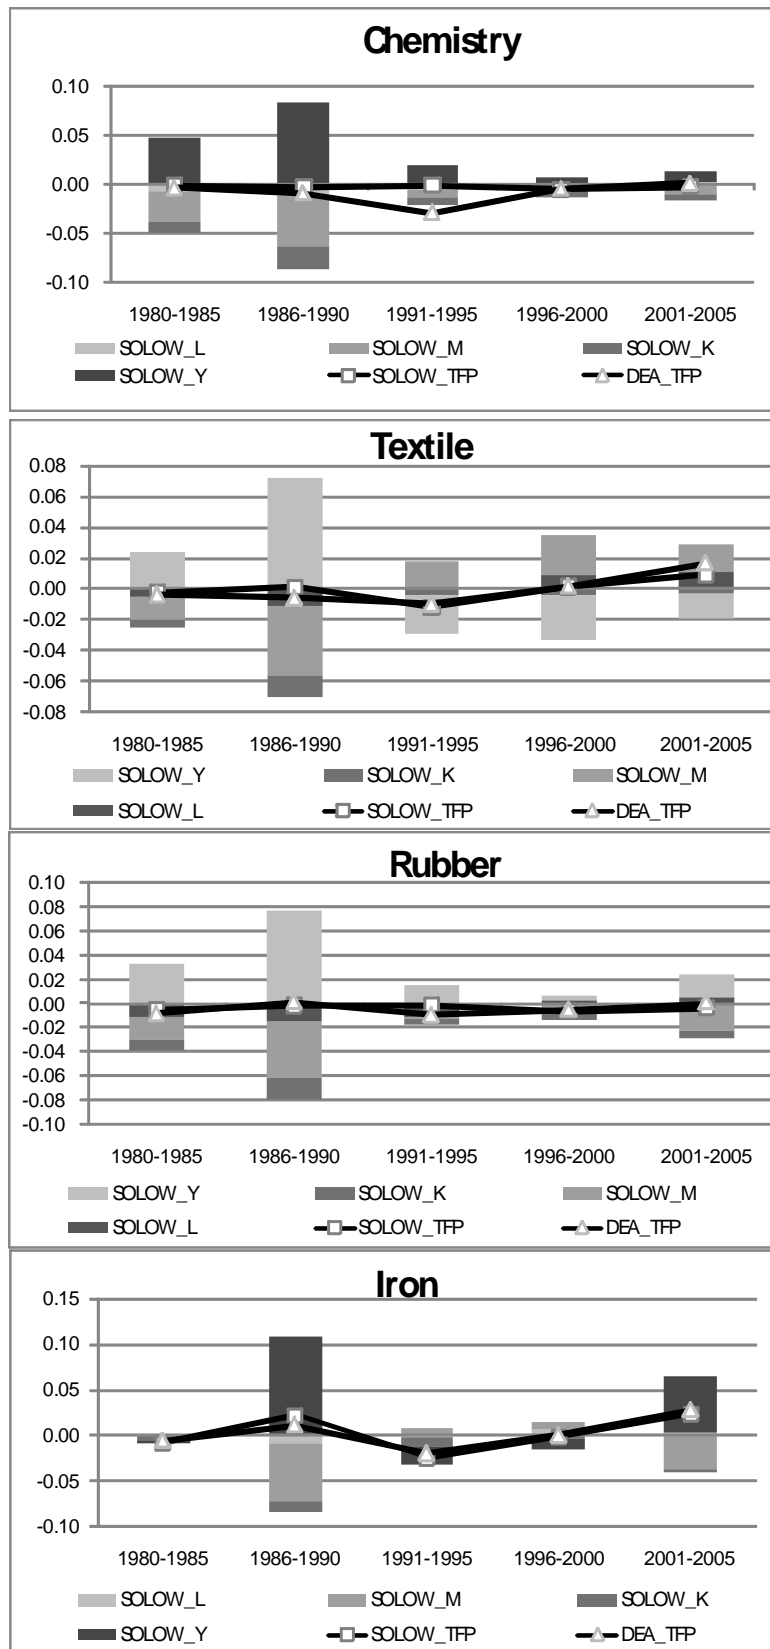 Chemistry
0.10
0.05
0.00
-0.05
-0.10
1980-1985 1986-1990 1991-1995 1996-2000 2001-2005
SOLOW_L SOLOW_M SOLOW_K
SOLOW_Y SOLOW_TFP DEA_TFP
Textile
0.08
0.06
0.04
0.02
0.00
-0.02
-0.04
-0.06
-0.08
1980-1985 1986-1990 1991-1995 1996-2000 2001-2005
SOLOW_Y SOLOW_K SOLOW_M
SOLOW_L SOLOW_TFP DEA_TFP
Rubber
0.10
0.08
0.06
0.04
0.02
0.00
-0.02
-0.04
-0.06
-0.08
-0.10
1980-1985 1986-1990 1991-1995 1996-2000 2001-2005
SOLOW_Y SOLOW_K SOLOW_M
SOLOW_L SOLOW_TFP DEA_TFP
Iron
0.15
0.10
0.05
0.00
-0.05
-0.10
1980-1985 1986-1990 1991-1995 1996-2000 2001-2005
SOLOW_L SOLOW_M SOLOW_K
SOLOW_Y SOLOW_TFP DEA_TFP